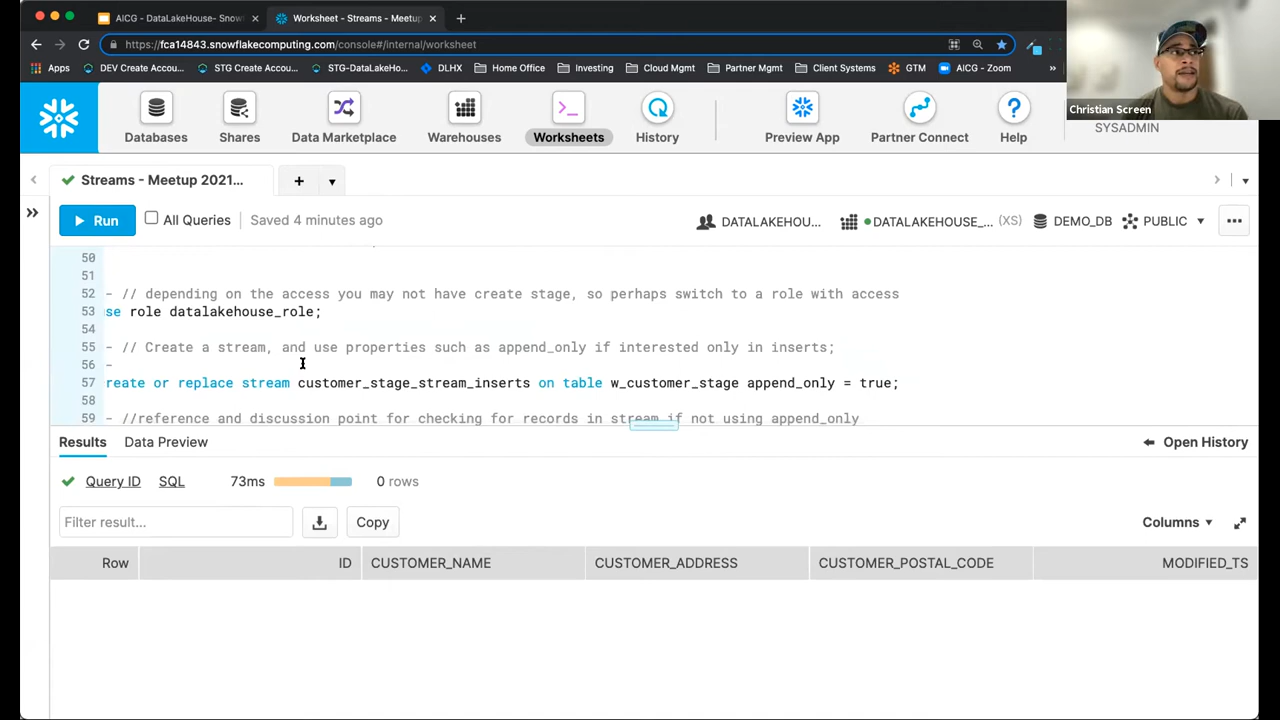 AICG - DataLakeHouse- Snowf
Worksheet - Streams - Meetup
https://fca14843.snowflakecomputing.com/console#/internal/worksheet
Apps
DEV Create Accou...
STG Create Accoun...
STG-DataLakeHo...
DLHX
Home Office
Investing
Cloud Mgmt
Partner Mgmt
Client Systems
GTM
AICG - Zoom
»
Christian Screen
SYSADMIN
Databases
Shares
Data Marketplace
Warehouses
Worksheets
History
Preview App
Partner Connect
Help
Streams - Meetup 2021...
Run
All Queries
Saved 4 minutes ago
DATALAKEHOU...
DATALAKEHOUSE_... (XS)
DEMO_DB
PUBLIC
50
51
52 - // depending on the access you may not have create stage, so perhaps switch to a role with access
53 se role datalakehouse_role;
54
55 - // Create a stream, and use properties such as append_only if interested only in inserts;
56 -
57 reate or replace stream customer_stage_stream_inserts on table w_customer_stage append_only = true;
58
59 - //reference and discussion point for checking for records in stream if not using append_only
Results
Data Preview
Open History
Query ID
SQL
73ms
0 rows
Filter result...
Copy
Columns
Row
ID
CUSTOMER_NAME
CUSTOMER_ADDRESS
CUSTOMER_POSTAL_CODE
MODIFIED_TS